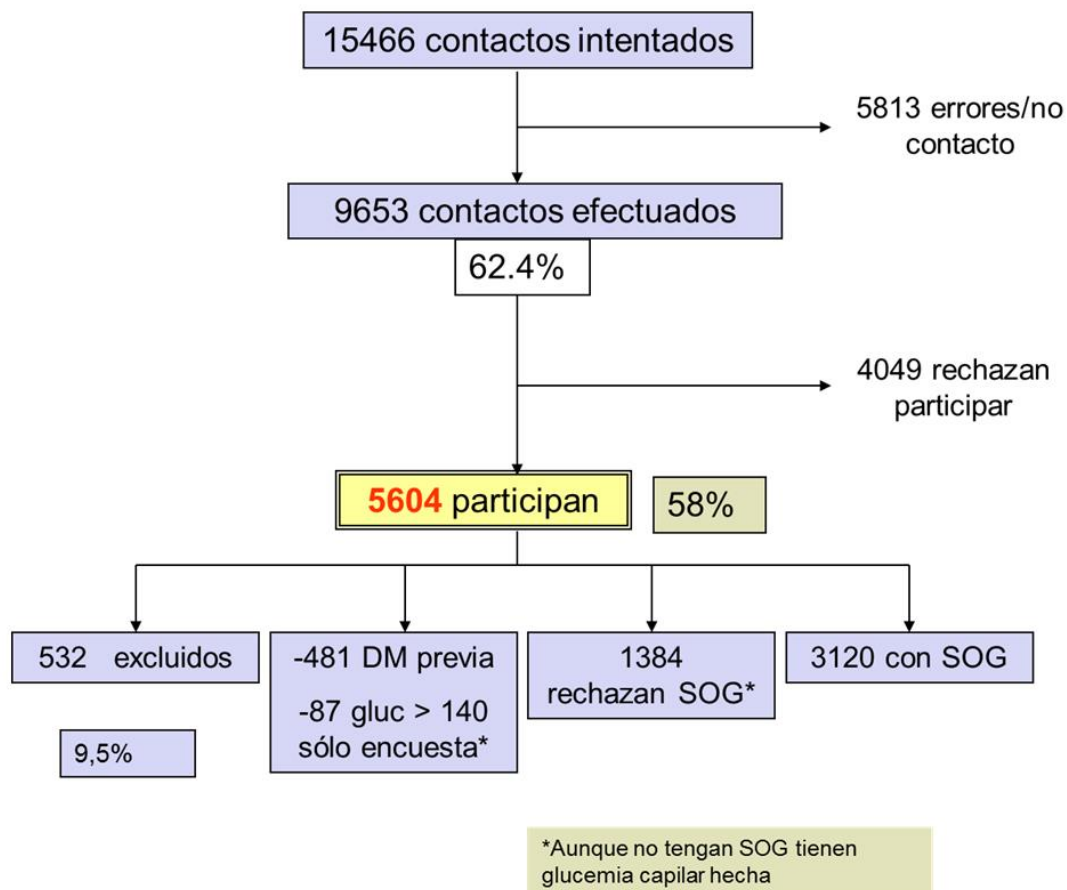 15466 contactos intentados
5813 errores/no
contacto
9653 contactos efectuados
62.4%
4049 rechazan
participar
5604 participan
58%
532 excluidos
9,5%
-481 DM previa
-87 gluc > 140
sólo encuesta*
1384
rechazan SOG*
3120 con SOG
*Aunque no tengan SOG tienen
glucemia capilar hecha